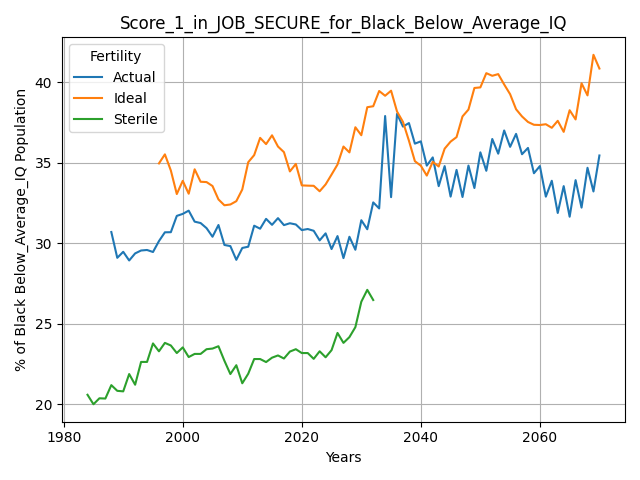 Score_1_in_JOB_SECURE_for_Black_Below_Average_IQ
Fertility
Actual
Ideal
Sterile
% of Black Below_Average_IQ Population
40
35
30
25
20
1980
2000
2020
2040
2060
Years